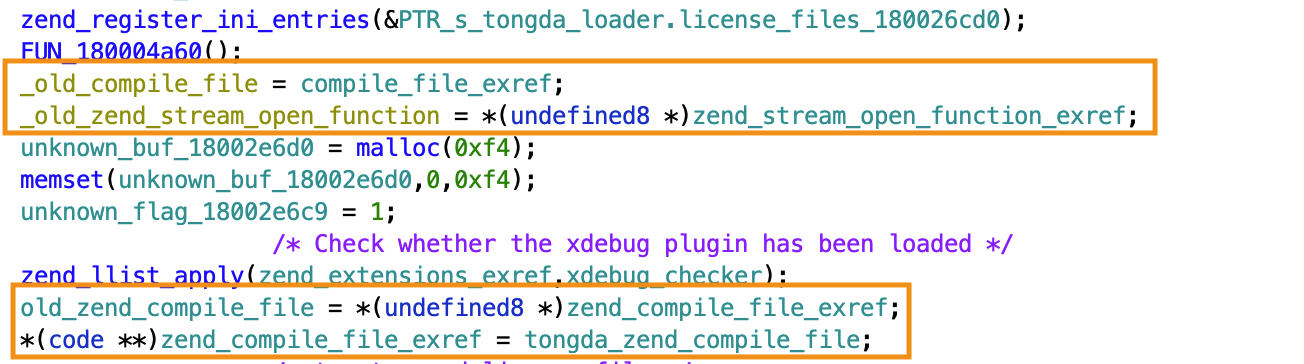 zend_register_ini_entries(&PTR_s_tongda_loader.license_files_180026cd0);
FUN_180004a60();
_old_compile_file = compile_file_exref;
_old_zend_stream_open_function = *(undefined8 *)zend_stream_open_function_exref;
unknown_buf_18002e6d0 = malloc(0xf4);
memset(unknown_buf_18002e6d0,0,0xf4);
unknown_flag_18002e6c9 = 1;
/* Check whether the xdebug plugin has been loaded */
zend_llist_apply(zend_extensions_exref,xdebug_checker);
old_zend_compile_file = *(undefined8 *)zend_compile_file_exref;
*(code **)zend_compile_file_exref = tongda_zend_compile_file;